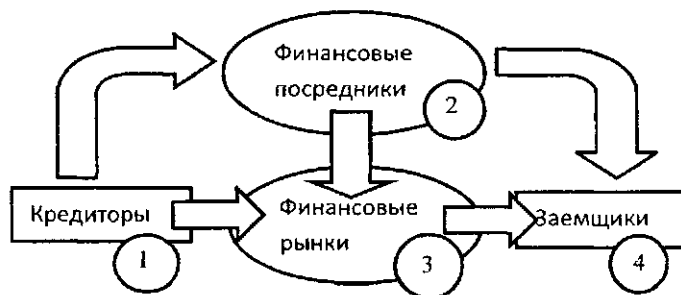 Финансовые
посредники
2
Кредиторы
1
Финансовые
рынки
3
Заемщики
4